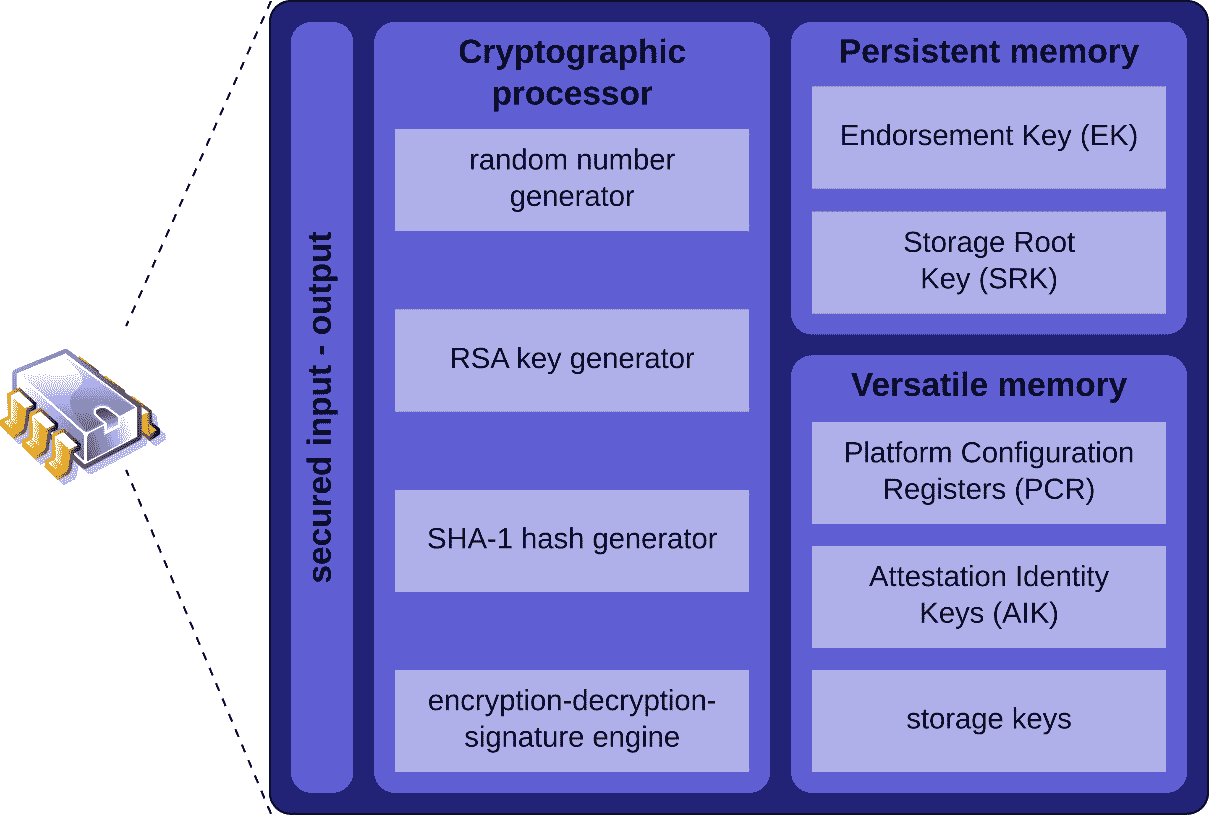 secured input - output
Cryptographic
processor
random number
generator
RSA key generator
SHA-1 hash generator
encryption-decryption-
signature engine
Persistent memory
Endorsement Key (EK)
Storage Root
Key (SRK)
Versatile memory
Platform Configuration
Registers (PCR)
Attestation Identity
Keys (AIK)
storage keys